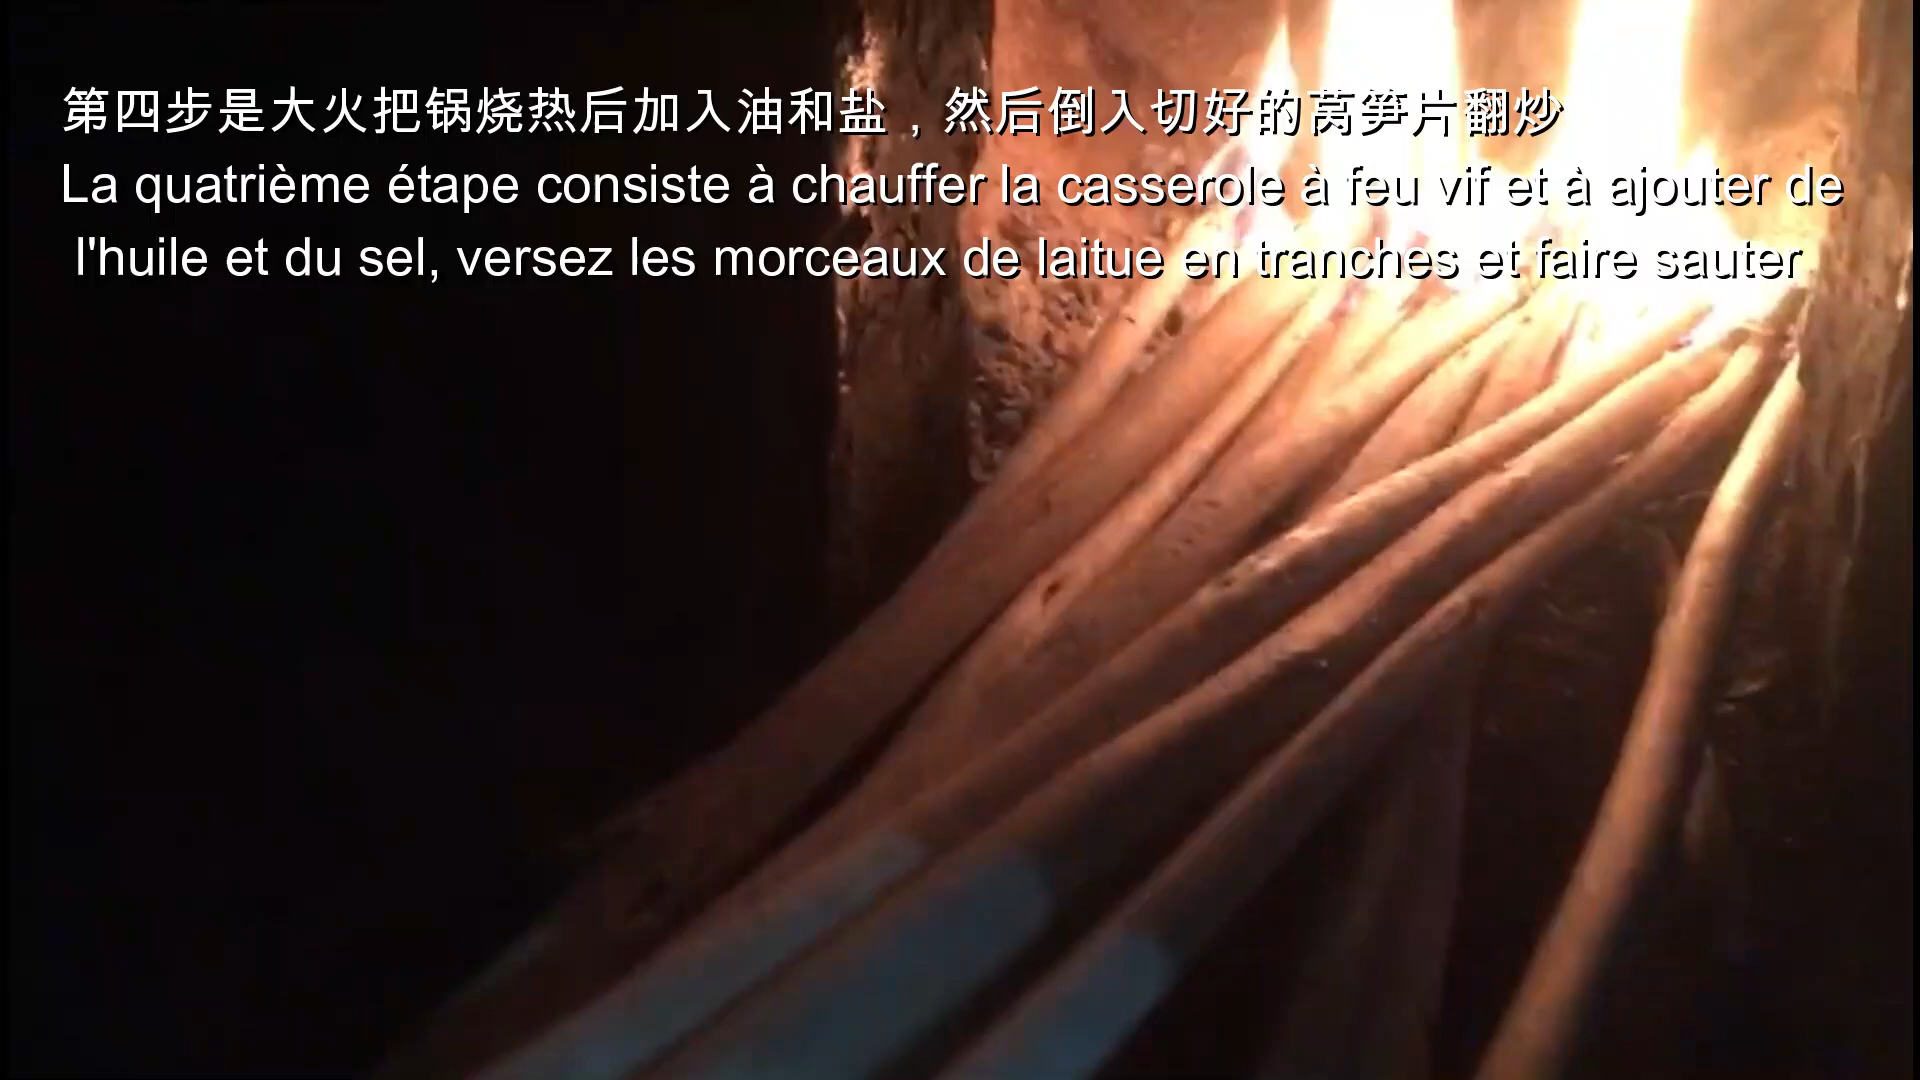 第四步是大火把锅烧热后加入油和盐，然后倒入切好的莴笋片翻炒
La quatrième étape consiste à chauffer la casserole à feu vif et à ajouter de
l'huile et du sel, versez les morceaux de laitue en tranches et faire sauter